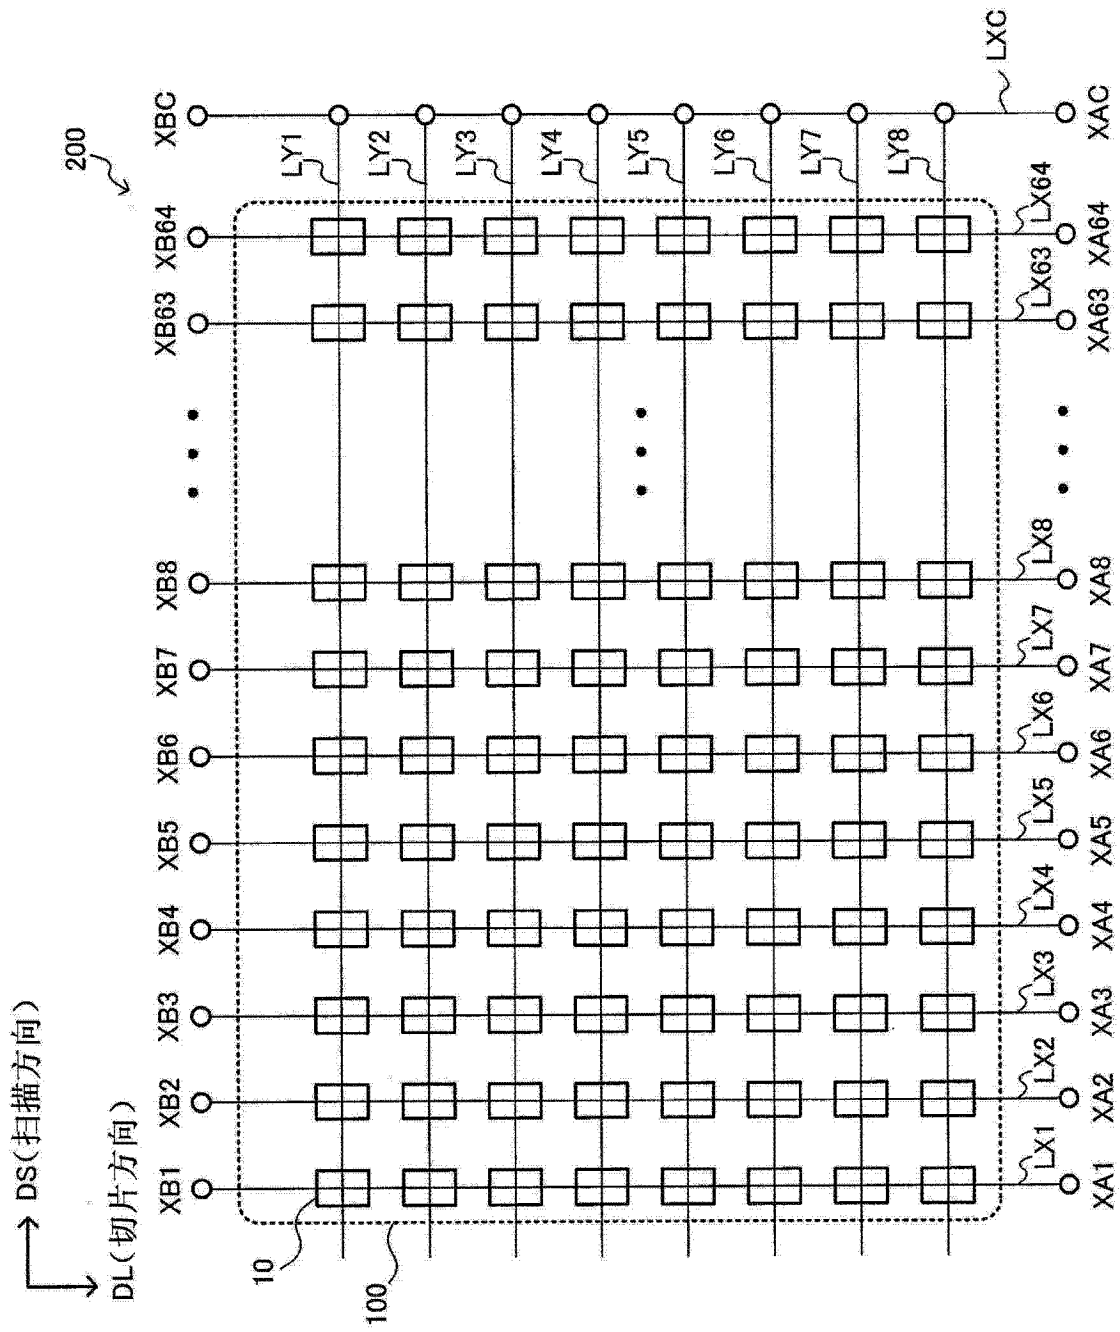 DS(扫描方向)
DL(切片方向)
200
XB1 XB2 XB3 XB4 XB5 XB6 XB7 XB8 XB63 XB64 XBC
LY1
LY2
LY3
LY4
LY5
LY6
LY7
LY8
10
100
LX1 LX2 LX3 LX4 LX5 LX6 LX7 LX8 LX63 LX64 LXC
XA1 XA2 XA3 XA4 XA5 XA6 XA7 XA8 XA63 XA64 XAC